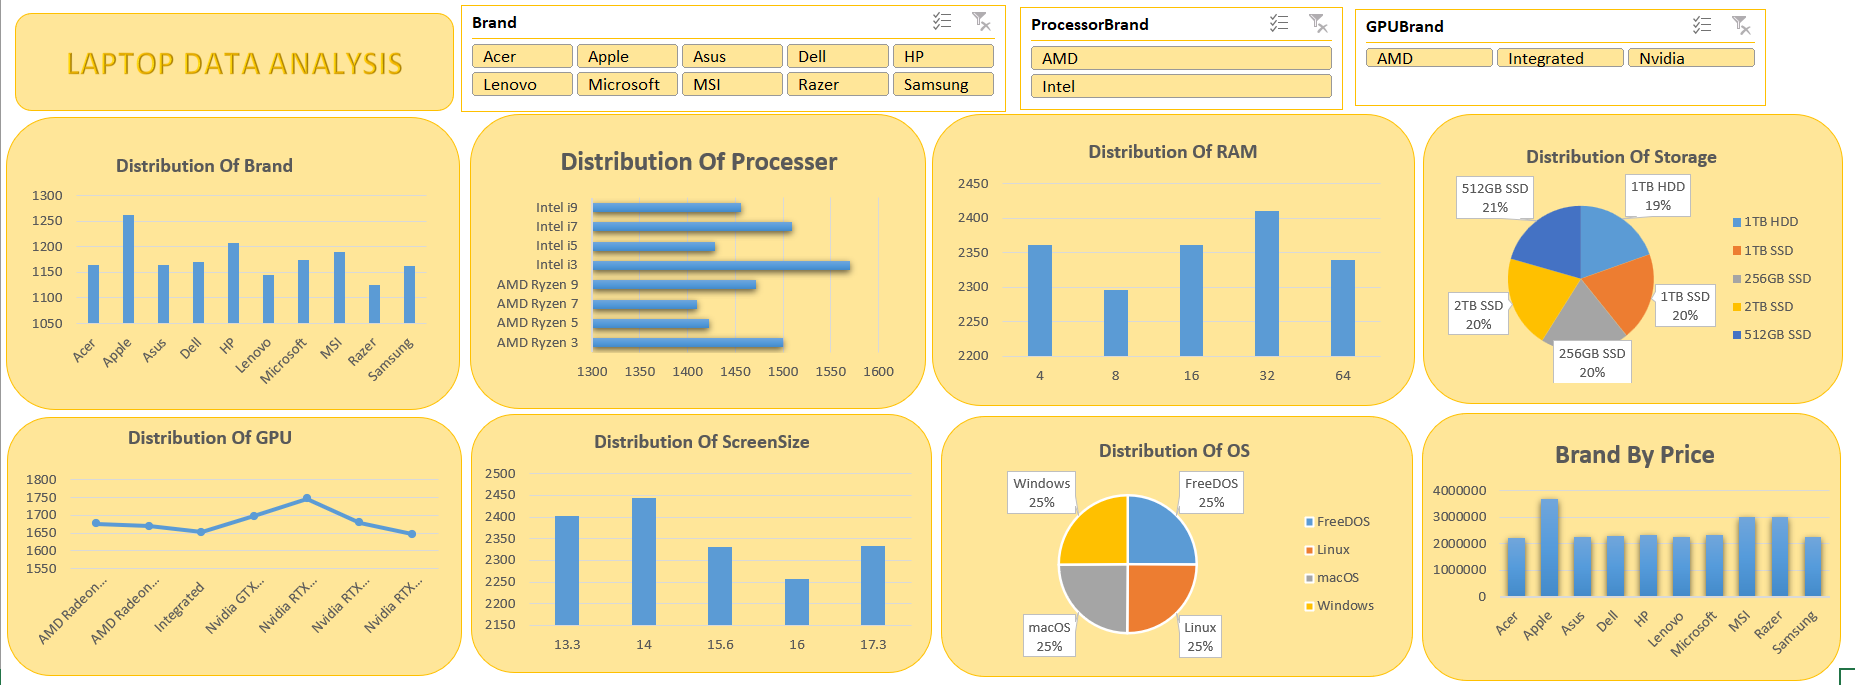 LAPTOP DATA ANALYSIS
Brand
Acer Apple Asus Dell HP
Lenovo Microsoft MSI Razer Samsung
ProcessorBrand
AMD
Intel
GPUBrand
AMD Integrated Nvidia
Distribution Of Brand
1300
1250
1200
1150
1100
1050
Acer Apple Asus Dell HP Lenovo Microsoft MSI Razer Samsung
Distribution Of Processer
Intel i9
Intel i7
Intel i5
Intel i3
AMD Ryzen 9
AMD Ryzen 7
AMD Ryzen 5
AMD Ryzen 3
1300 1350 1400 1450 1500 1550 1600
Distribution Of RAM
2450
2400
2350
2300
2250
2200
4 8 16 32 64
Distribution Of Storage
512GB SSD
21%
1TB HDD
19%
2TB SSD
20%
1TB SSD
20%
256GB SSD
20%
1TB HDD
1TB SSD
256GB SSD
2TB SSD
512GB SSD
Distribution Of GPU
1800
1750
1700
1650
1600
1550
AMD Radeon... AMD Radeon... Integrated Nvidia GTX... Nvidia RTX... Nvidia RTX... Nvidia RTX...
Distribution Of ScreenSize
2500
2450
2400
2350
2300
2250
2200
2150
13.3 14 15.6 16 17.3
Distribution Of OS
Windows
25%
FreeDOS
25%
macOS
25%
Linux
25%
FreeDOS
Linux
macOS
Windows
Brand By Price
4000000
3000000
2000000
1000000
0
Acer Apple Asus Dell HP Lenovo Microsoft MSI Razer Samsung